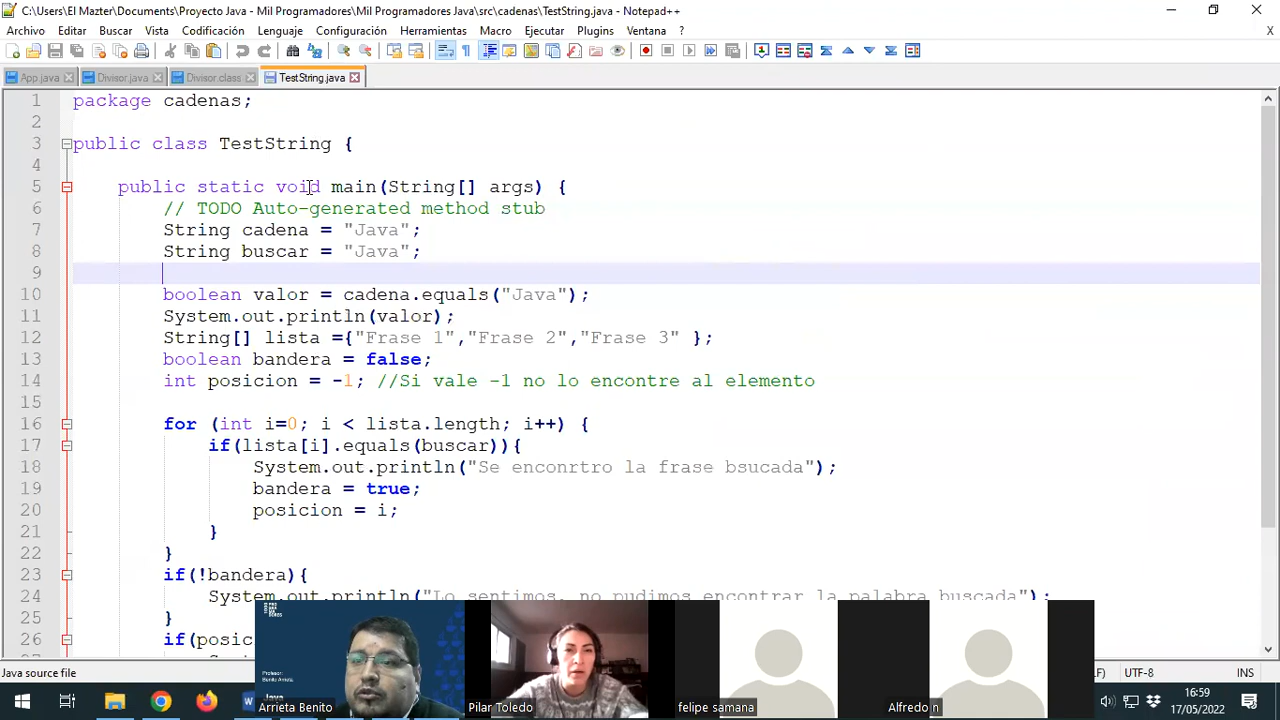 C:\Users\El Mazter\Documents\Proyecto Java - Mil Programadores\Mil Programadores Java\src\cadenas\TestString.java - Notepad++
Archivo Editar Buscar Vista Codificación Lenguaje Configuración Herramientas Macro Ejecutar Plugins Ventana ? X
App.java Divisor.java Divisor.class TestString.java
1 package cadenas;
2
3 public class TestString {
4
5 public static void main(String[] args) {
6 // TODO Auto-generated method stub
7 String cadena = "Java";
8 String buscar = "Java";
9
10 boolean valor = cadena.equals("Java");
11 System.out.println(valor);
12 String[] lista ={"Frase 1","Frase 2","Frase 3" };
13 boolean bandera = false;
14 int posicion = -1; //Si vale -1 no lo encontre al elemento
15
16 for (int i=0; i < lista.length; i++) {
17 if(lista[i].equals(buscar)){
18 System.out.println("Se enconrtro la frase bsucada");
19 bandera = true;
20 posicion = i;
21 }
22 }
23 if(!bandera){
24 System.out.println("Lo sentimos, no pudimos encontrar la palabra buscada");
25 }
26 if(posic
Java source file
UTF-8 INS
Profesor:
Benito Arrieta
Java
Arrieta Benito
Pilar Toledo
felipe samana
Alfredo n
16:59
17/05/2022